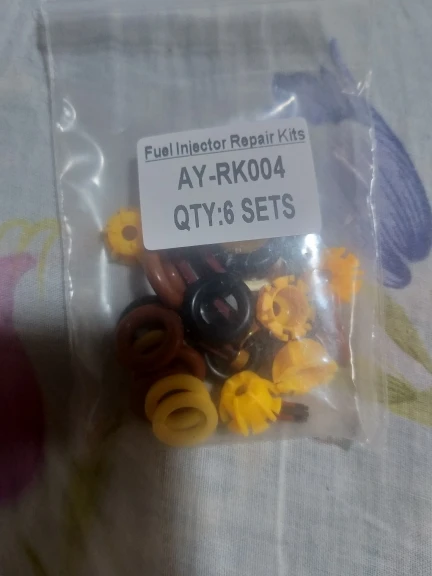 Fuel Injector Repair Kits
AY-RK004
QTY:6 SETS